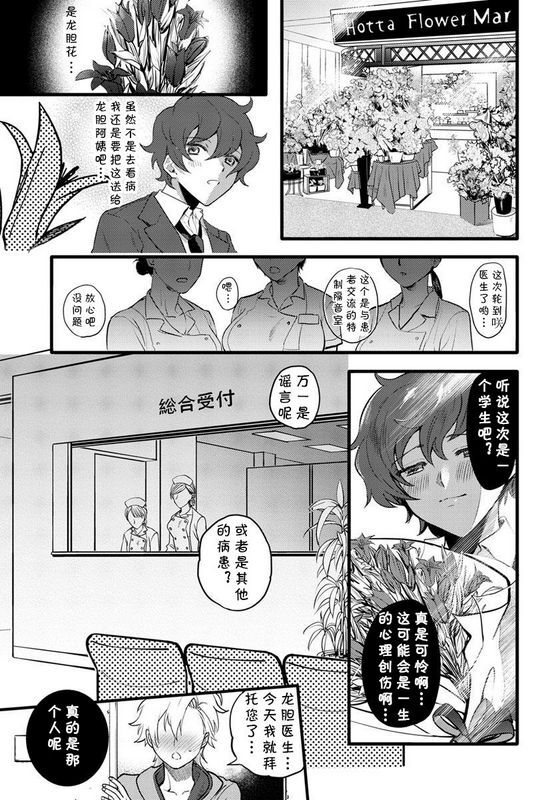 Hotta Flower Mar
是龙胆花…
虽然不是去看病
我还是要把这送给
龙胆阿姨吧…
这次轮到咲
医生了哟…
这个是与患
者交流的特
制隔音室
嗯…
放心吧
没问题
听说这次是一
个学生吧？
万一是
谣言呢
総合受付
或者是其他
的病患？
真是可怜啊…
这可能会是一生
的心理创伤啊…
龙胆医生…
今天我就拜
托您了…
真的是那
个人呢